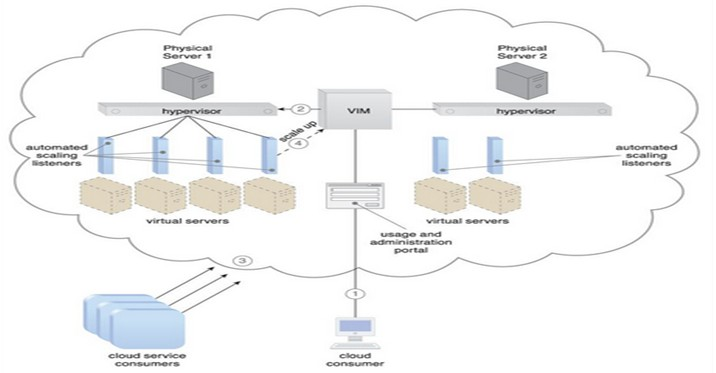 Physical
Server 1
Physical
Server 2
hypervisor
2
VIM
hypervisor
scale up
4
automated
scaling
listeners
automated
scaling
listeners
virtual servers
virtual servers
usage and
administration
portal
3
1
cloud service
consumers
cloud
consumer